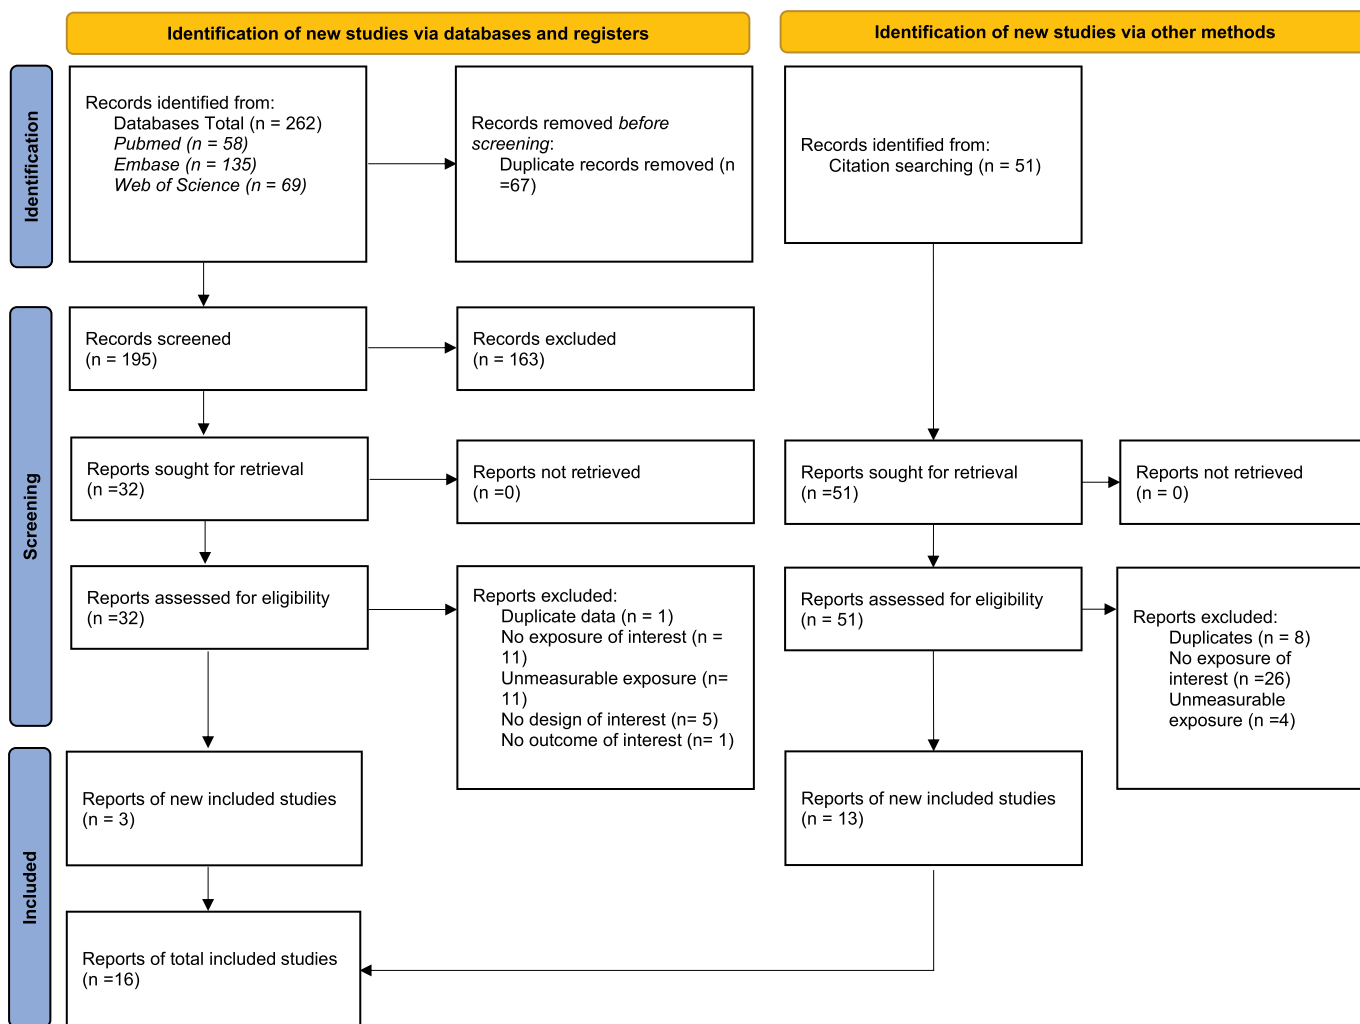 Identification of new studies via databases and registers
Identification of new studies via other methods
Identification
Records identified from:
Databases Total (n = 262)
Pubmed (n = 58)
Embase (n = 135)
Web of Science (n = 69)
Records removed before
screening:
Duplicate records removed (n
=67)
Records identified from:
Citation searching (n = 51)
Screening
Records screened
(n = 195)
Records excluded
(n = 163)
Reports sought for retrieval
(n =32)
Reports not retrieved
(n =0)
Reports sought for retrieval
(n =51)
Reports not retrieved
(n = 0)
Reports assessed for eligibility
(n =32)
Reports excluded:
Duplicate data (n = 1)
No exposure of interest (n =
11)
Unmeasurable exposure (n=
11)
No design of interest (n= 5)
No outcome of interest (n= 1)
Reports assessed for eligibility
(n = 51)
Reports excluded:
Duplicates (n = 8)
No exposure of
interest (n =26)
Unmeasurable
exposure (n =4)
Included
Reports of new included studies
(n = 3)
Reports of new included studies
(n = 13)
Reports of total included studies
(n =16)